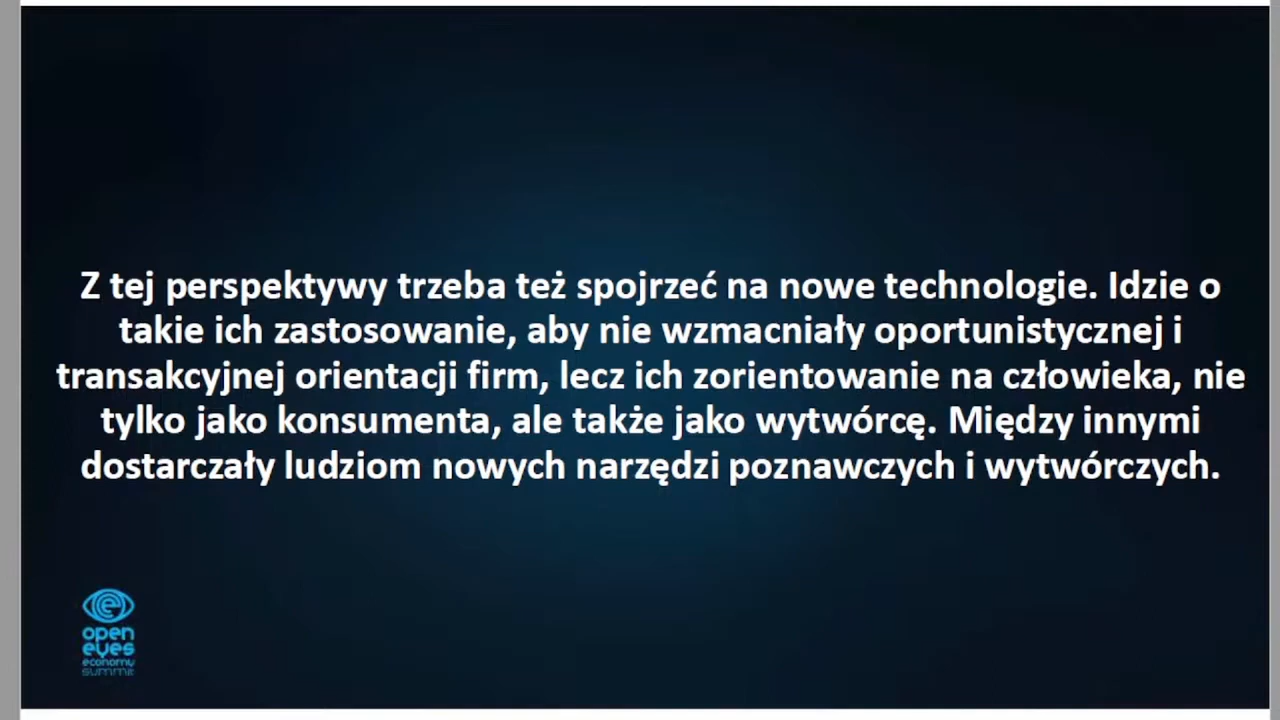 Z tej perspektywy trzeba też spojrzeć na nowe technologie. Idzie o
takie ich zastosowanie, aby nie wzmacniały oportunistycznej i
transakcyjnej orientacji firm, lecz ich zorientowanie na człowieka, nie
tylko jako konsumenta, ale także jako wytwórcę. Między innymi
dostarczały ludziom nowych narzędzi poznawczych i wytwórczych.
open
eyes
economy
summit